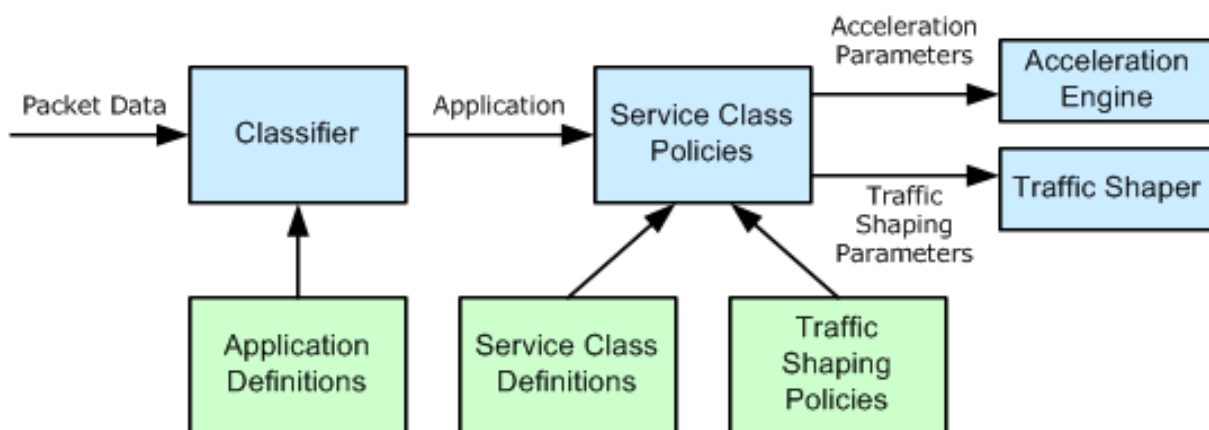 Packet Data
Classifier
Application
Service Class
Policies
Acceleration
Parameters
Acceleration
Engine
Traffic
Shaping
Parameters
Traffic Shaper
Application
Definitions
Service Class
Definitions
Traffic
Shaping
Policies